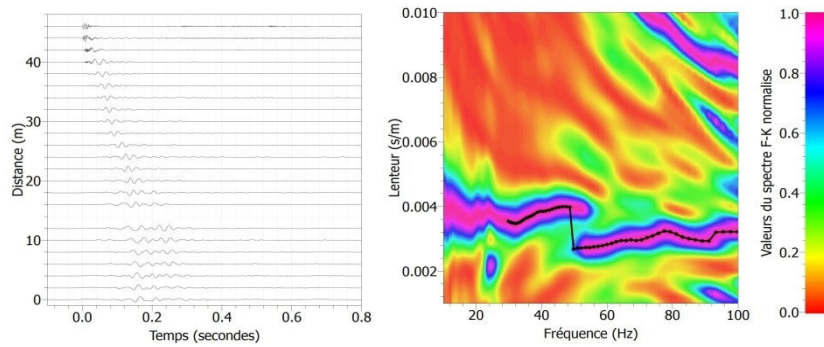 40
30
20
10
0
Distance (m)
0.0 0.2 0.4 0.6 0.8
Temps (secondes)
0.010
0.008
0.006
0.004
0.002
Lenteur (s/m)
20 40 60 80 100
Fréquence (Hz)
1.0
0.8
0.6
0.4
0.2
0.0
Valeurs du spectre F-K normalise